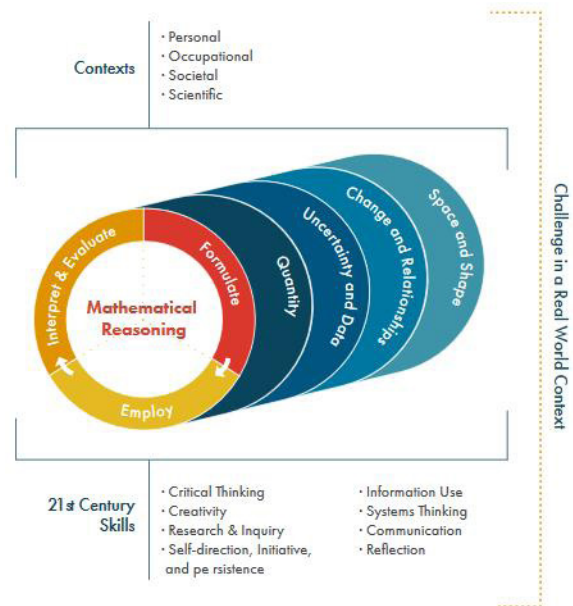 Contexts
· Personal
· Occupational
· Societal
· Scientific
Interpret & Evaluate
Formulate
Employ
Mathematical
Reasoning
Quantity
Uncertainty and Data
Change and Relationships
Space and Shape
Challenge in a Real World Context
21st Century
Skills
· Critical Thinking
· Creativity
· Research & Inquiry
· Self-direction, Initiative,
and pe rsistence
· Information Use
· Systems Thinking
· Communication
· Reflection